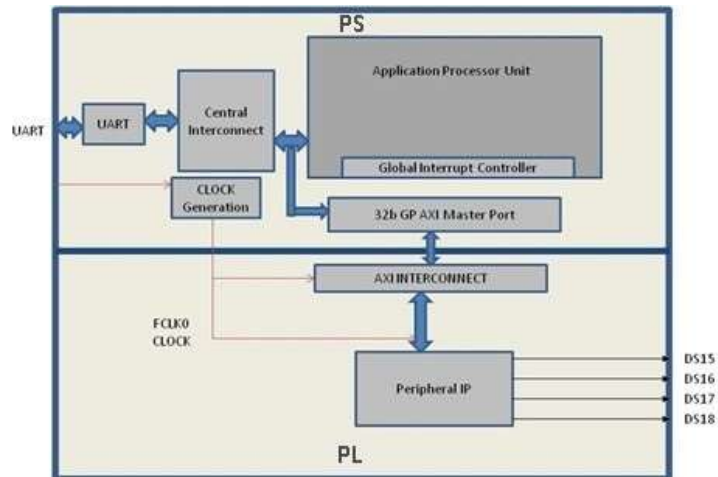 PS
Application Processor Unit
Central
Interconnect
UART
UART
Global Interrupt Controller
CLOCK
Generation
32b GP AXI Master Port
AXI INTERCONNECT
FCLK0
CLOCK
Peripheral IP
DS15
DS16
DS17
DS18
PL